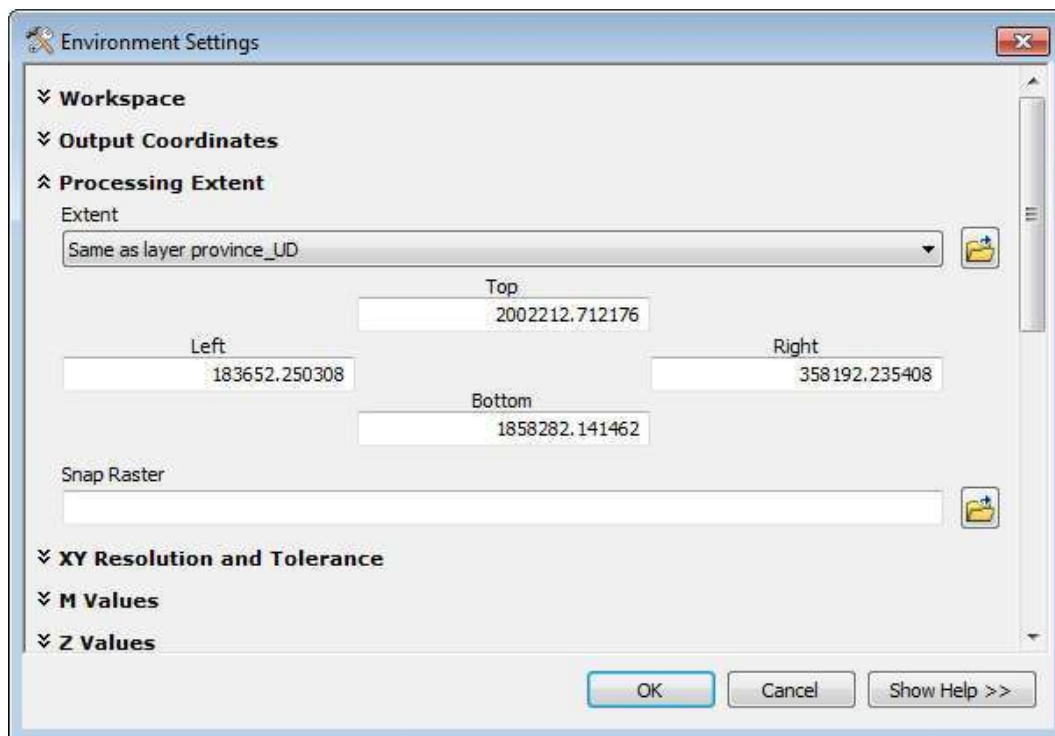 Environment Settings
Workspace
Output Coordinates
Processing Extent
Extent
Same as layer province_UD
Top
2002212.712176
Left Right
183652.250308 358192.235408
Bottom
1858282.141462
Snap Raster
XY Resolution and Tolerance
M Values
Z Values
OK Cancel Show Help >>